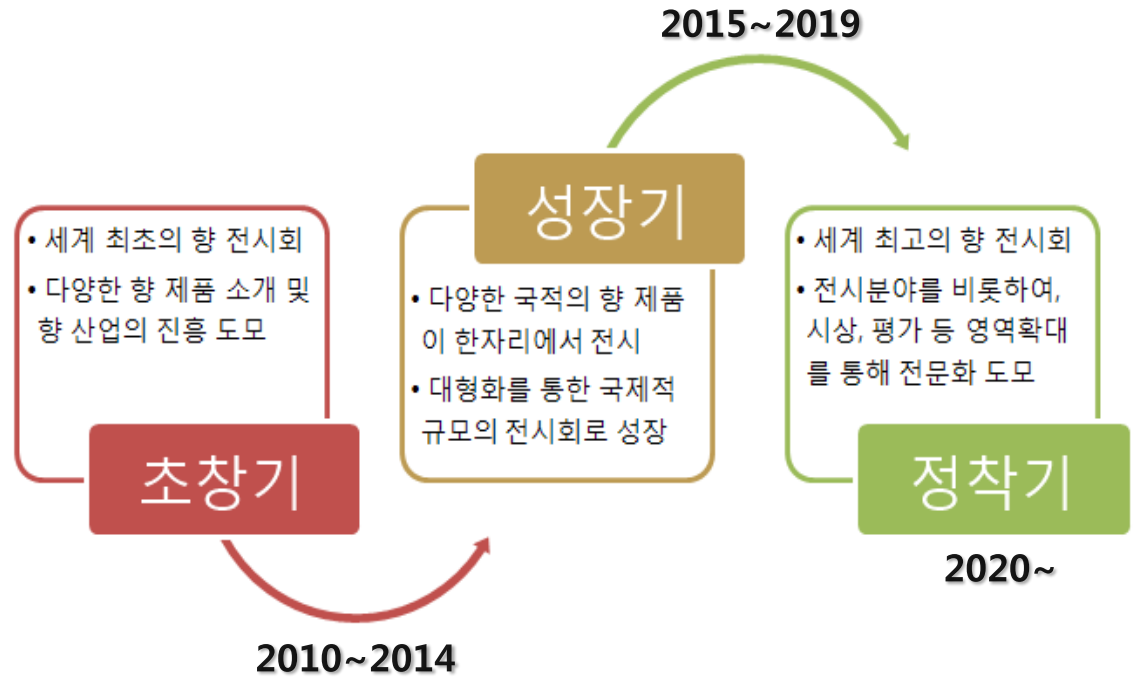 • 세계 최초의 향 전시회
• 다양한 향 제품 소개 및
향 산업의 진흥 도모
초창기
2010~2014
성장기
• 다양한 국적의 향 제품
이 한자리에서 전시
• 대형화를 통한 국제적
규모의 전시회로 성장
2015~2019
• 세계 최고의 향 전시회
• 전시분야를 비롯하여,
시상, 평가 등 영역확대
를 통해 전문화 도모
정착기
2020~